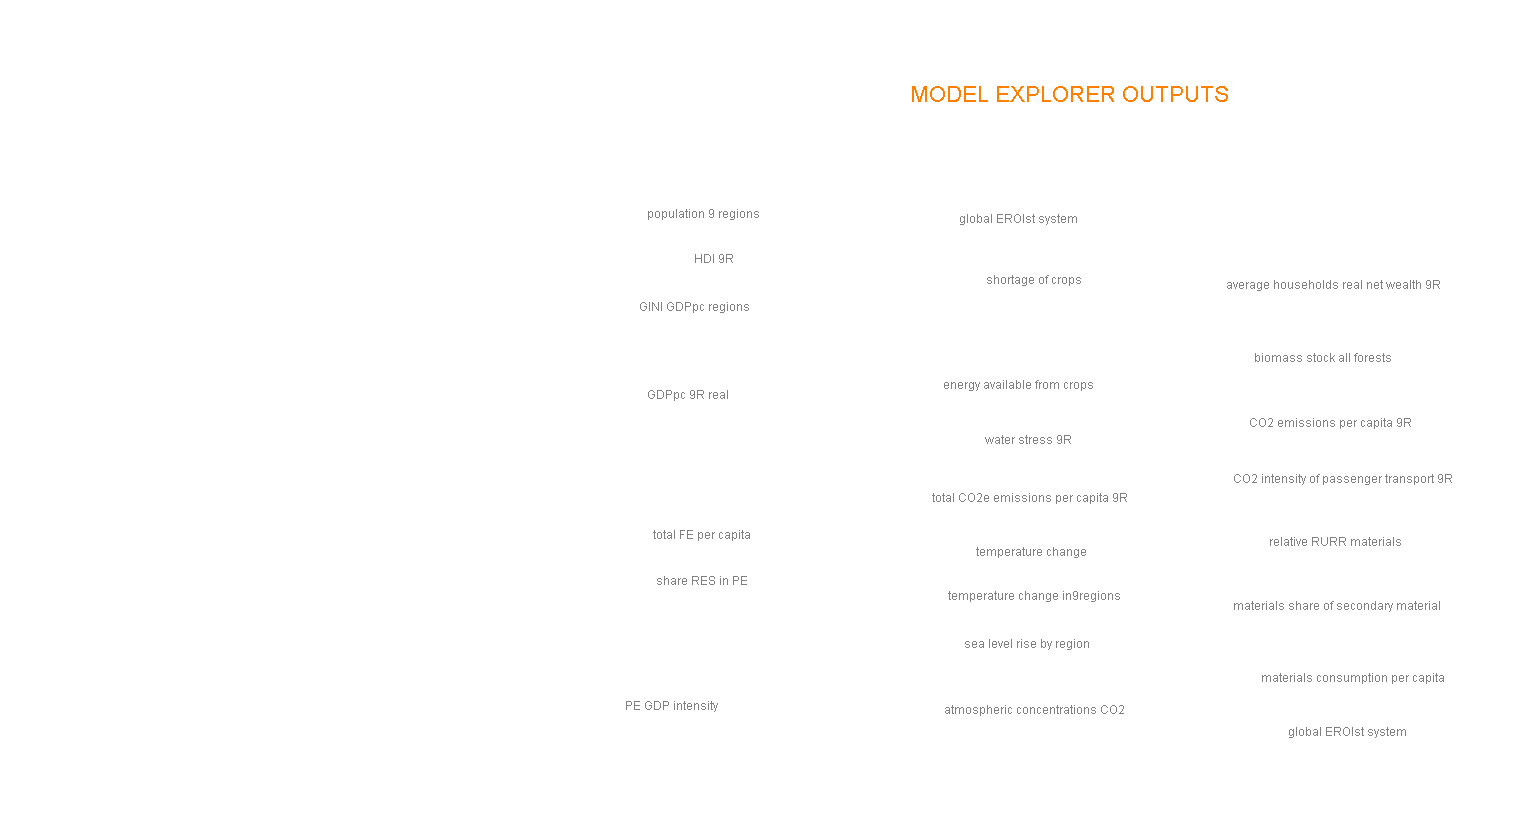 MODEL EXPLORER OUTPUTS
population 9 regions
HDI 9R
GINI GDPpc regions
GDPpc 9R real
total FE per capita
share RES in PE
PE GDP intensity
global EROIst system
shortage of crops
energy available from crops
water stress 9R
total CO2e emissions per capita 9R
temperature change
temperature change in9regions
sea level rise by region
atmospheric concentrations CO2
average households real net wealth 9R
biomass stock all forests
CO2 emissions per capita 9R
CO2 intensity of passenger transport 9R
relative RURR materials
materials share of secondary material
materials consumption per capita
global EROIst system